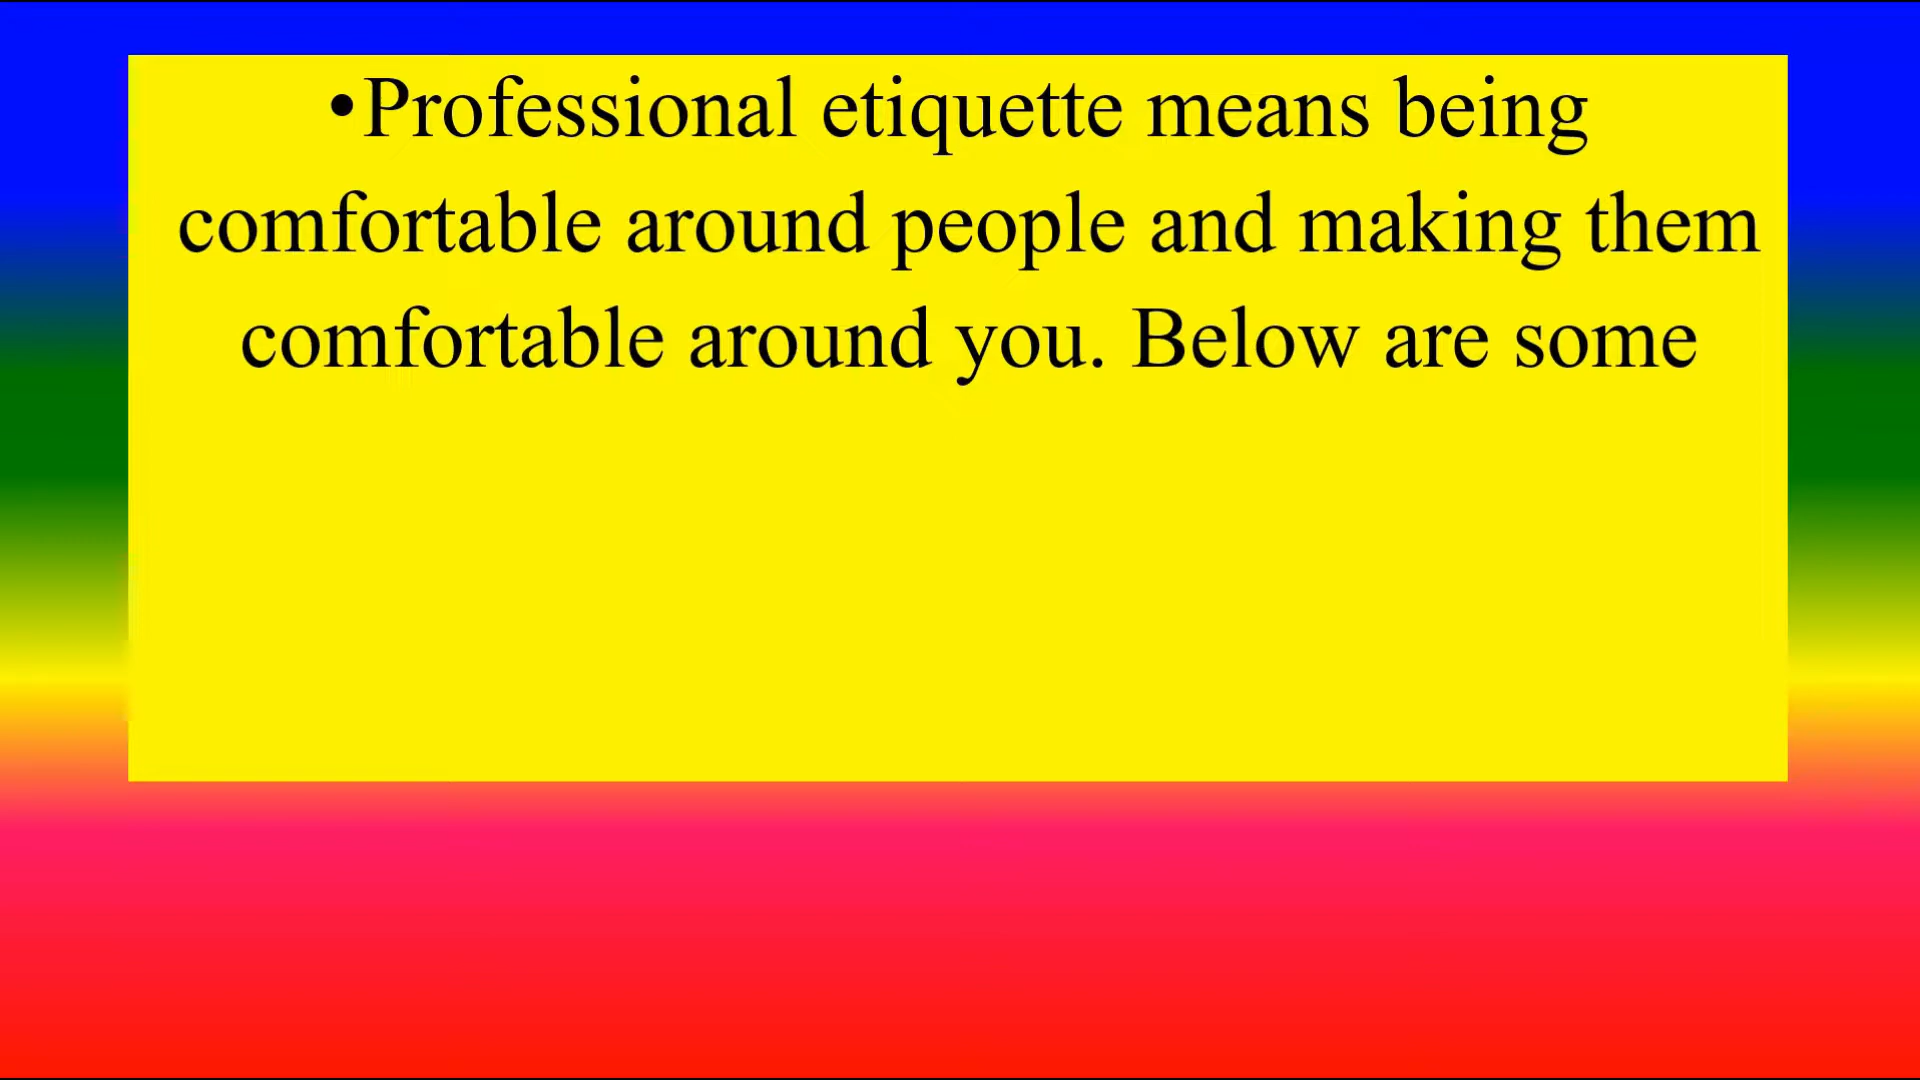 •Professional etiquette means being
comfortable around people and making them
comfortable around you. Below are some